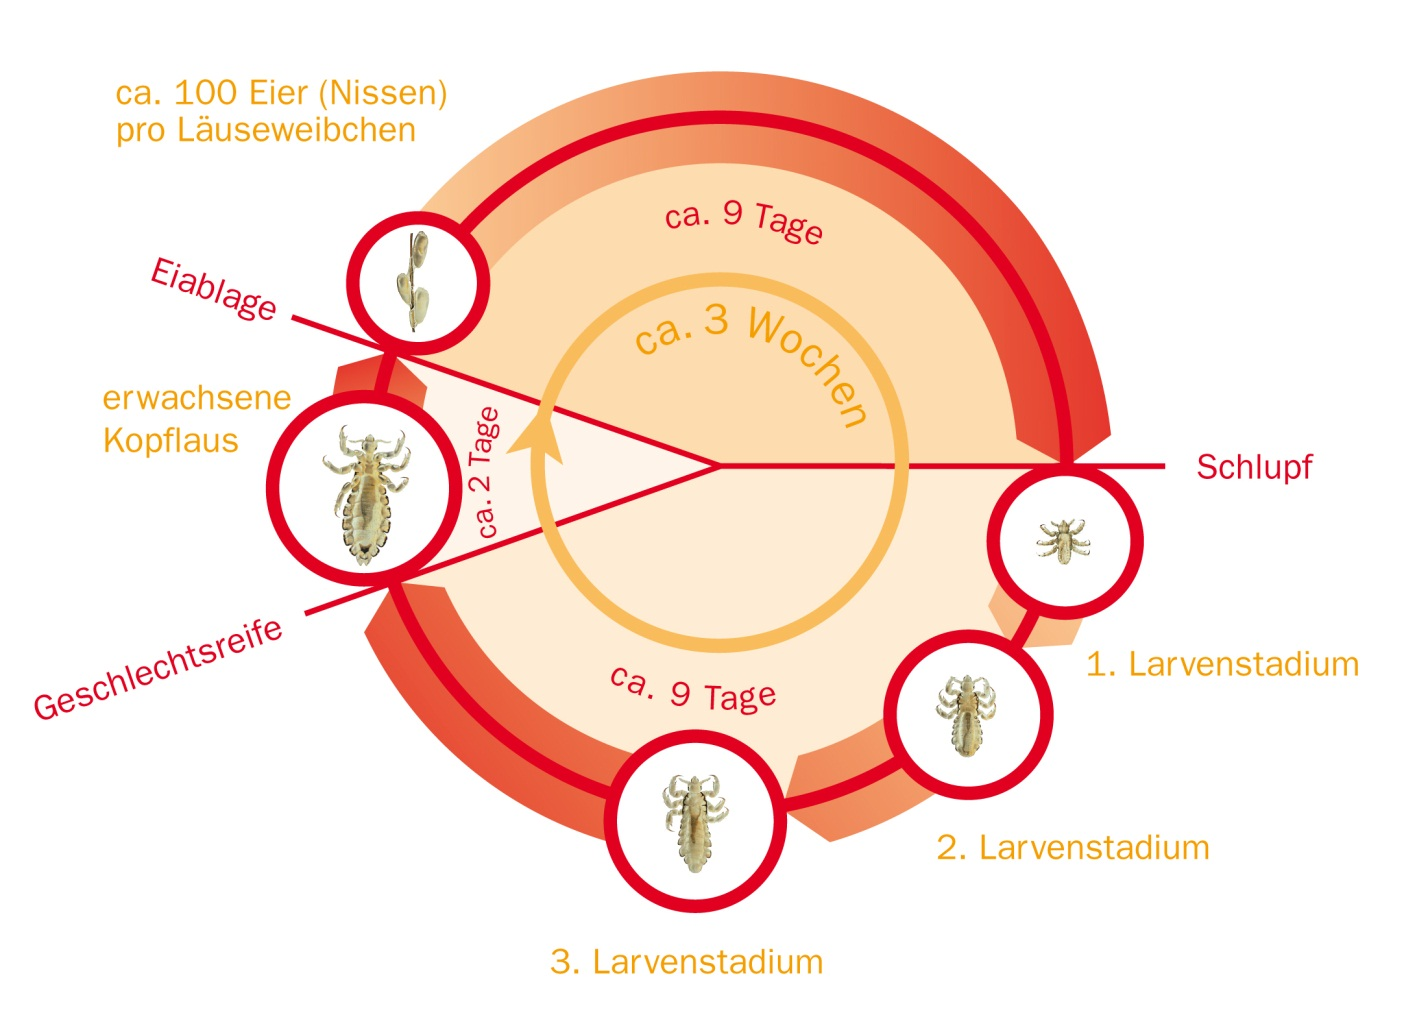 ca. 100 Eier (Nissen)
pro Läuseweibchen
ca. 9 Tage
Eiablage
ca. 3 Wochen
erwachsene
Kopflaus
ca. 2 Tage
Schlupf
Geschlechtsreife
1. Larvenstadium
ca. 9 Tage
2. Larvenstadium
3. Larvenstadium